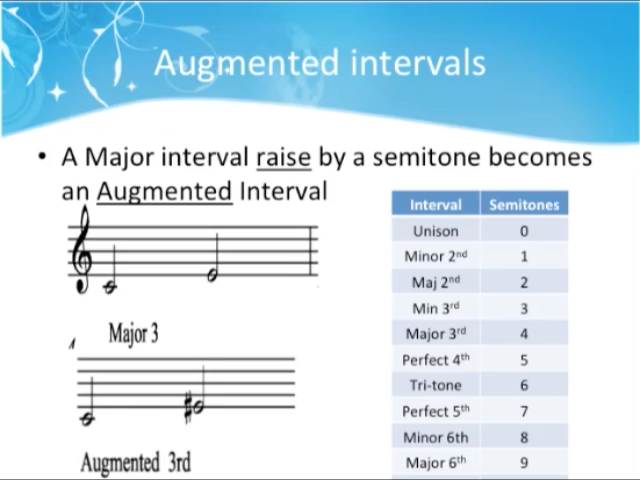 Augmented intervals
• A Major interval raise by a semitone becomes
an Augmented Interval
Major 3
Augmented 3rd
Interval Semitones
Unison 0
Minor 2nd 1
Maj 2nd 2
Min 3rd 3
Major 3rd 4
Perfect 4th 5
Tri-tone 6
Perfect 5th 7
Minor 6th 8
Major 6th 9